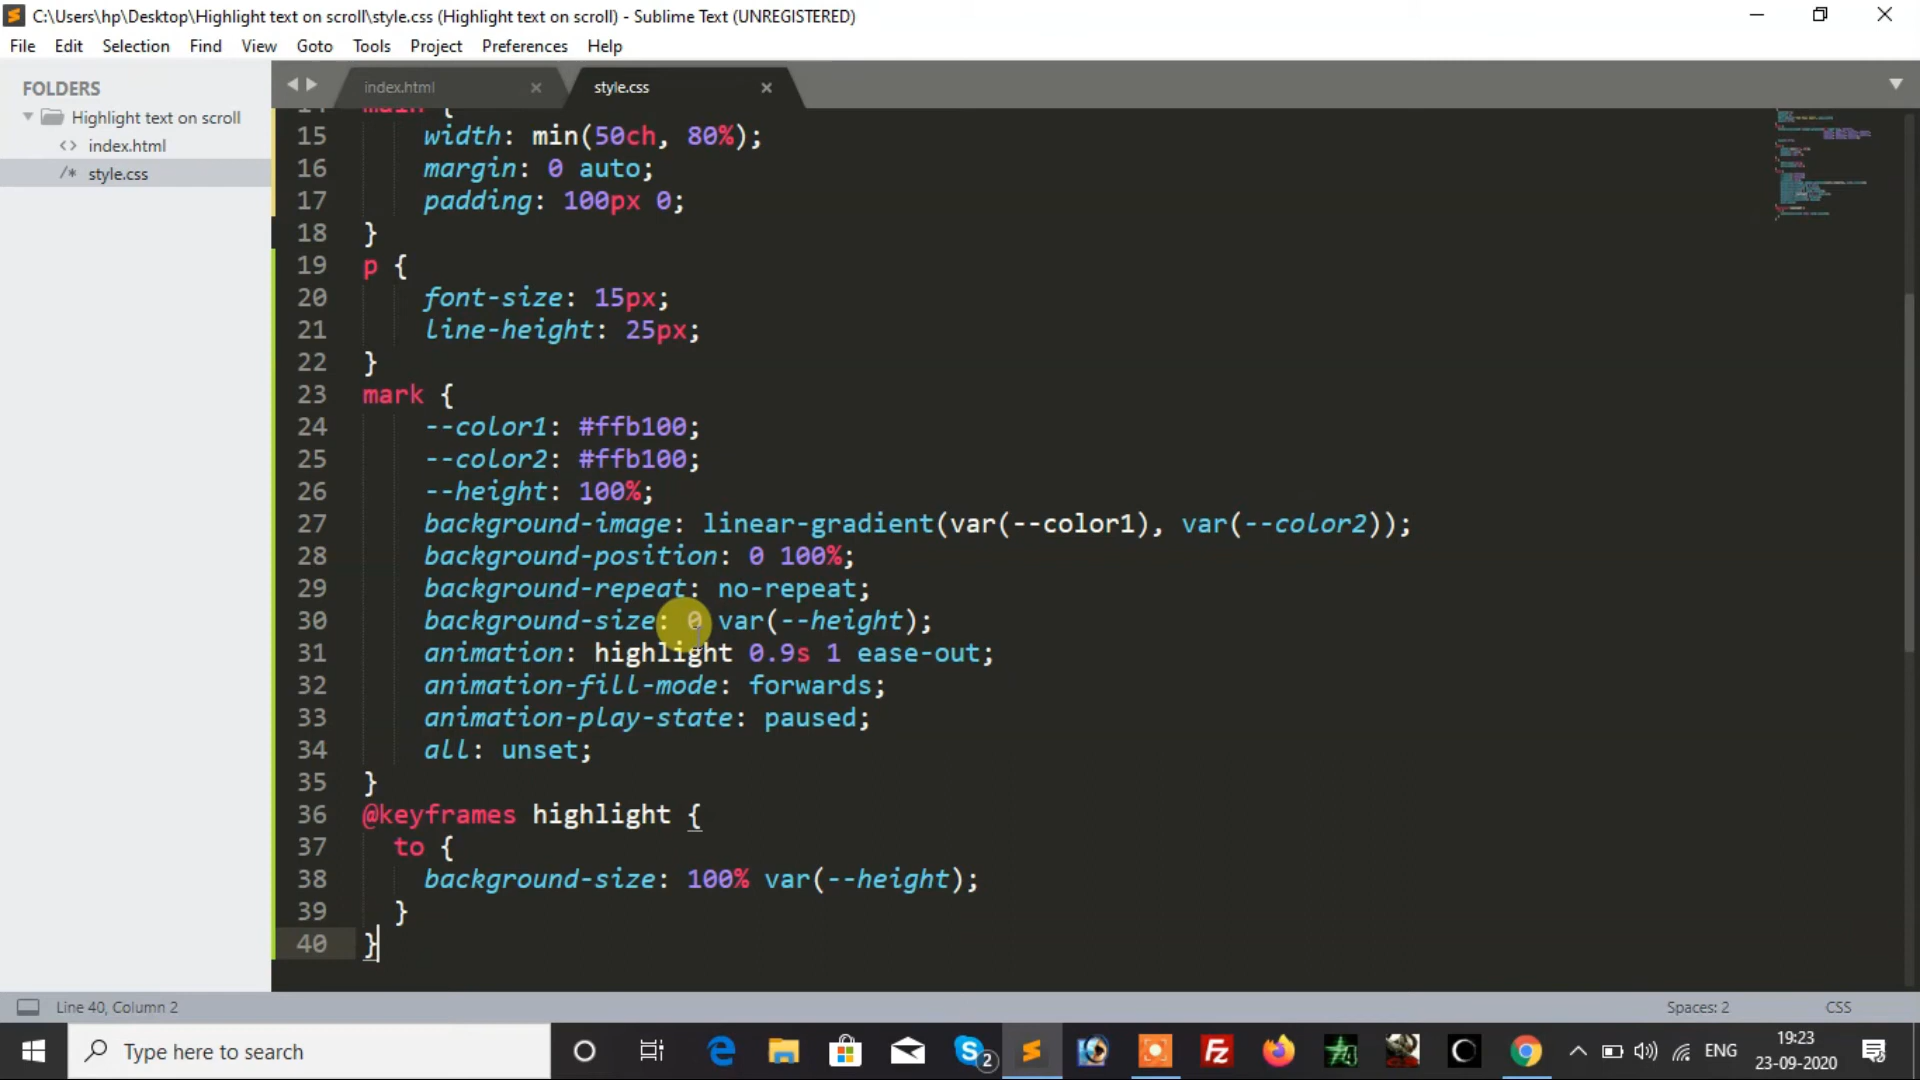 C:\Users\hp\Desktop\Highlight text on scroll\style.css (Highlight text on scroll) - Sublime Text (UNREGISTERED)
File Edit Selection Find View Goto Tools Project Preferences Help
FOLDERS
Highlight text on scroll
<> index.html
/* style.css
index.html style.css
14 main {
15 width: min(50ch, 80%);
16 margin: 0 auto;
17 padding: 100px 0;
18 }
19 p {
20 font-size: 15px;
21 line-height: 25px;
22 }
23 mark {
24 --color1: #ffb100;
25 --color2: #ffb100;
26 --height: 100%;
27 background-image: linear-gradient(var(--color1), var(--color2));
28 background-position: 0 100%;
29 background-repeat: no-repeat;
30 background-size: 0 var(--height);
31 animation: highlight 0.9s 1 ease-out;
32 animation-fill-mode: forwards;
33 animation-play-state: paused;
34 all: unset;
35 }
36 @keyframes highlight {
37 to {
38 background-size: 100% var(--height);
39 }
40 }
Line 40, Column 2 Spaces: 2 CSS
Type here to search
2
Fz
ENG
19:23
23-09-2020